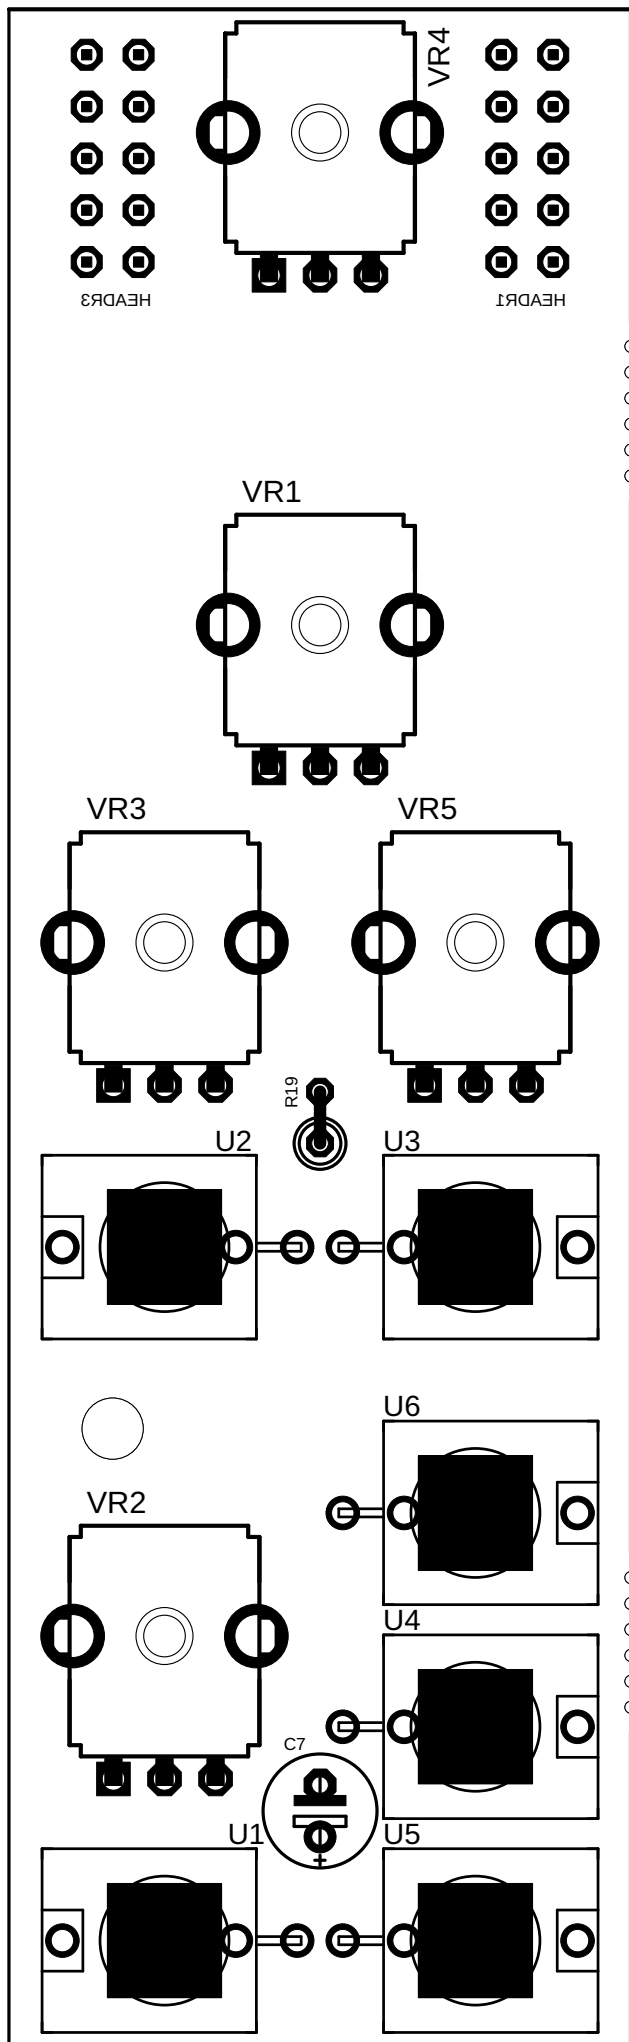 VR4
HEADR3
HEADR1
VR1
VR3
VR5
R19
U2
U3
U6
VR2
U4
C7
U1
U5
+